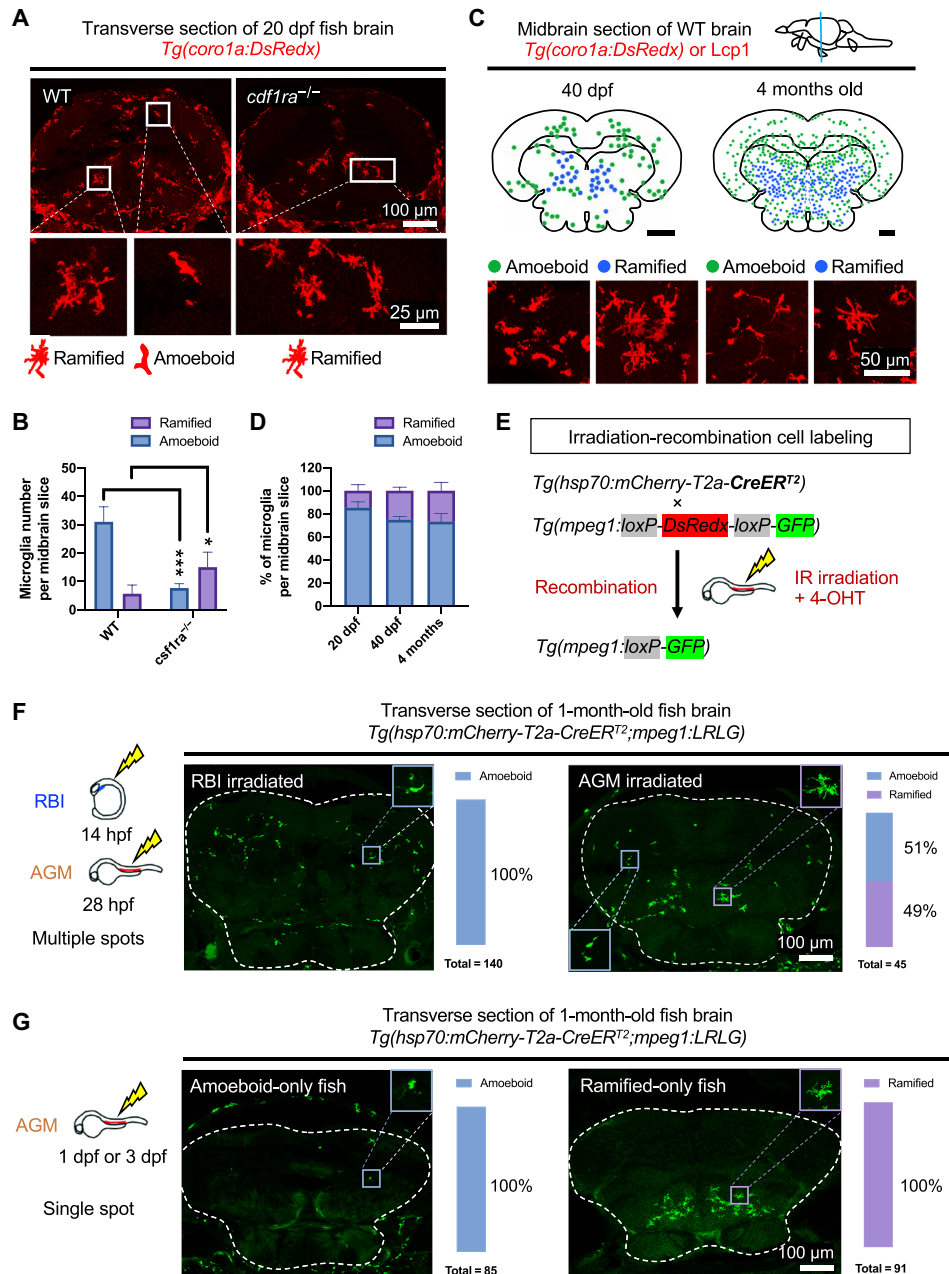 A
Transverse section of 20 dpf fish brain
Tg(coro1a:DsRedx)
WT
cdf1ra–/–
100 µm
25 µm
Ramified
Amoeboid
Ramified
C
Midbrain section of WT brain
Tg(coro1a:DsRedx) or Lcp1
40 dpf
4 months old
Amoeboid
Ramified
Amoeboid
Ramified
50 µm
B
Ramified
Amoeboid
Microglia number
per midbrain slice
50
40
30
20
10
0
***
*
WT
csf1ra–/–
D
Ramified
Amoeboid
% of microglia
per midbrain slice
120
100
80
60
40
20
0
20 dpf
40 dpf
4 months
E
Irradiation-recombination cell labeling
Tg(hsp70:mCherry-T2a-CreERT2)
×
Tg(mpeg1:loxP-DsRedx-loxP-GFP)
Recombination
IR irradiation
+ 4-OHT
Tg(mpeg1:loxP-GFP)
F
Transverse section of 1-month-old fish brain
Tg(hsp70:mCherry-T2a-CreERT2;mpeg1:LRLG)
RBI
14 hpf
AGM
28 hpf
Multiple spots
RBI irradiated
Amoeboid
100%
Total = 140
AGM irradiated
100 µm
Amoeboid
Ramified
51%
49%
Total = 45
G
Transverse section of 1-month-old fish brain
Tg(hsp70:mCherry-T2a-CreERT2;mpeg1:LRLG)
AGM
1 dpf or 3 dpf
Single spot
Amoeboid-only fish
Amoeboid
100%
Total = 85
Ramified-only fish
100 µm
Ramified
100%
Total = 91